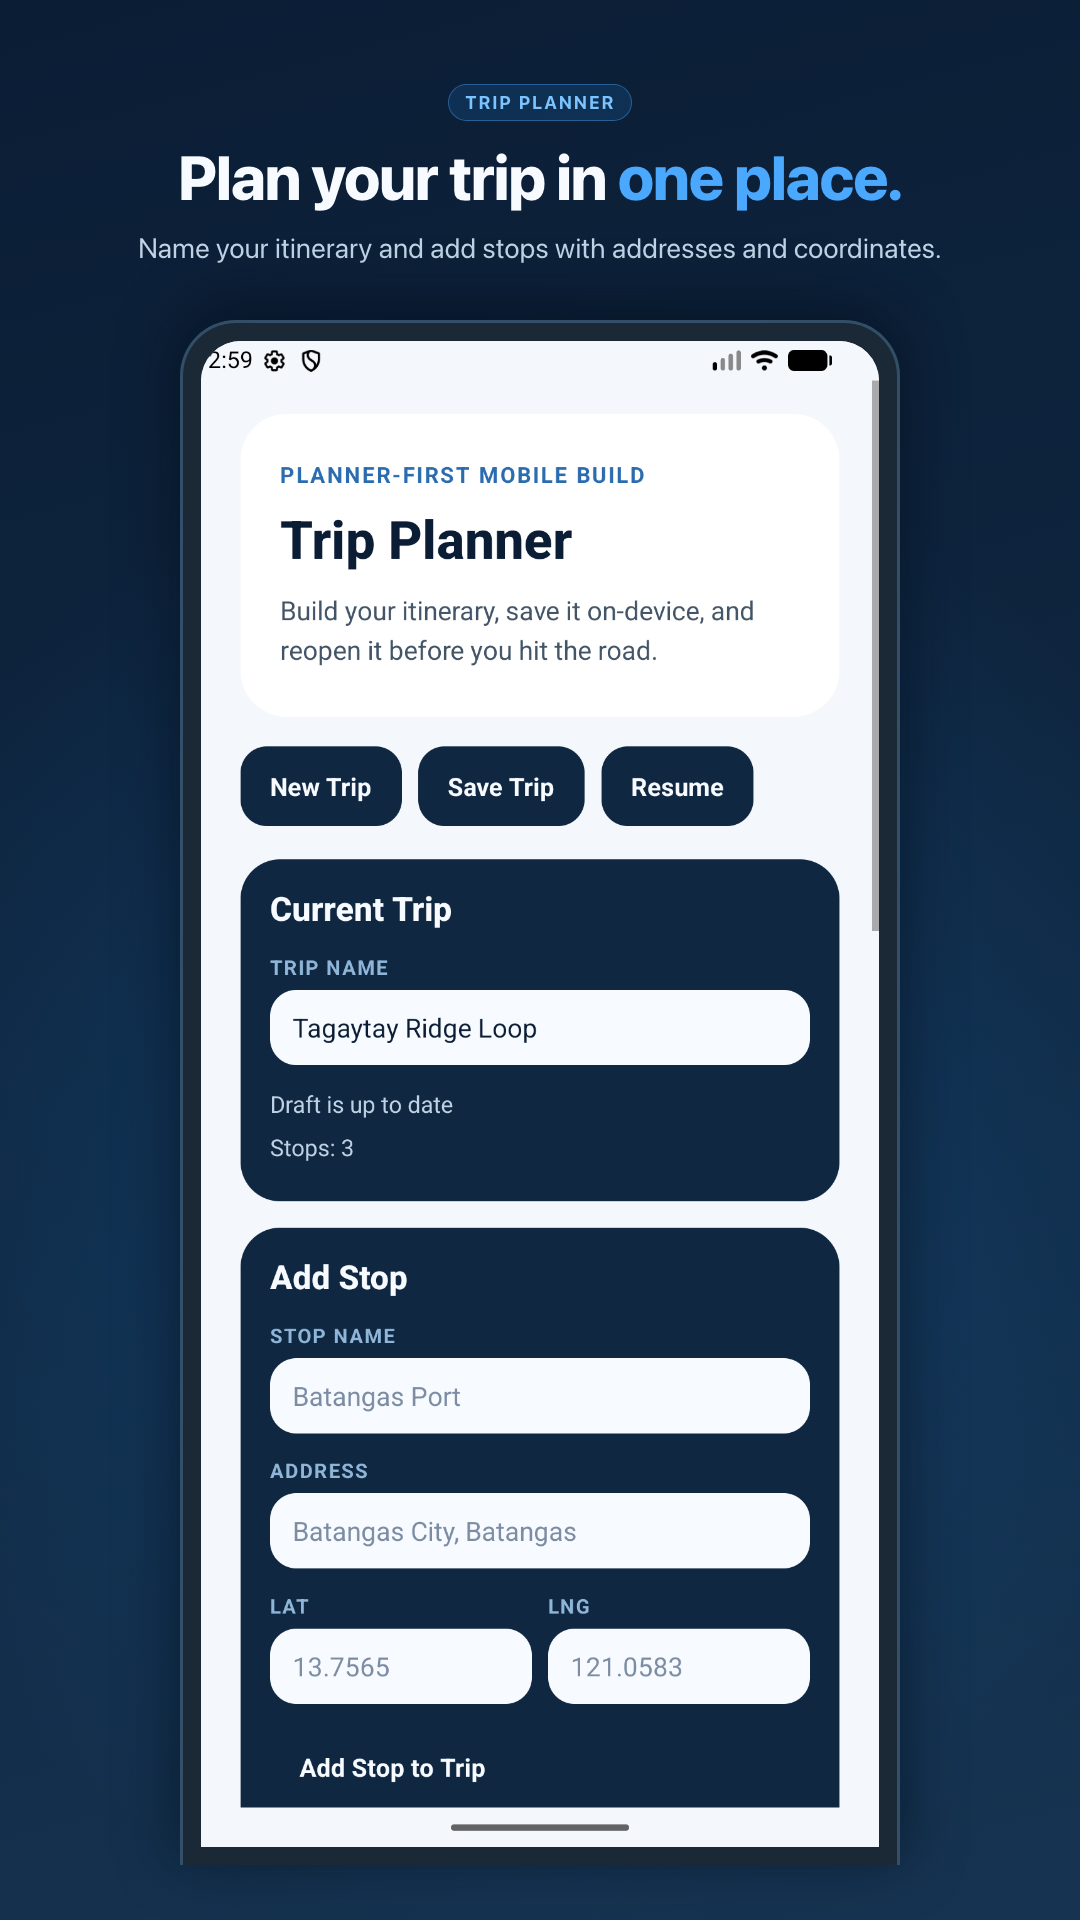 TRIP PLANNER
Plan your trip in one place.
Name your itinerary and add stops with addresses and coordinates.
2:59
PLANNER-FIRST MOBILE BUILD
Trip Planner
Build your itinerary, save it on-device, and
reopen it before you hit the road.
New Trip Save Trip Resume
Current Trip
TRIP NAME
Tagaytay Ridge Loop
Draft is up to date
Stops: 3
Add Stop
STOP NAME
Batangas Port
ADDRESS
Batangas City, Batangas
LAT LNG
13.7565 121.0583
Add Stop to Trip